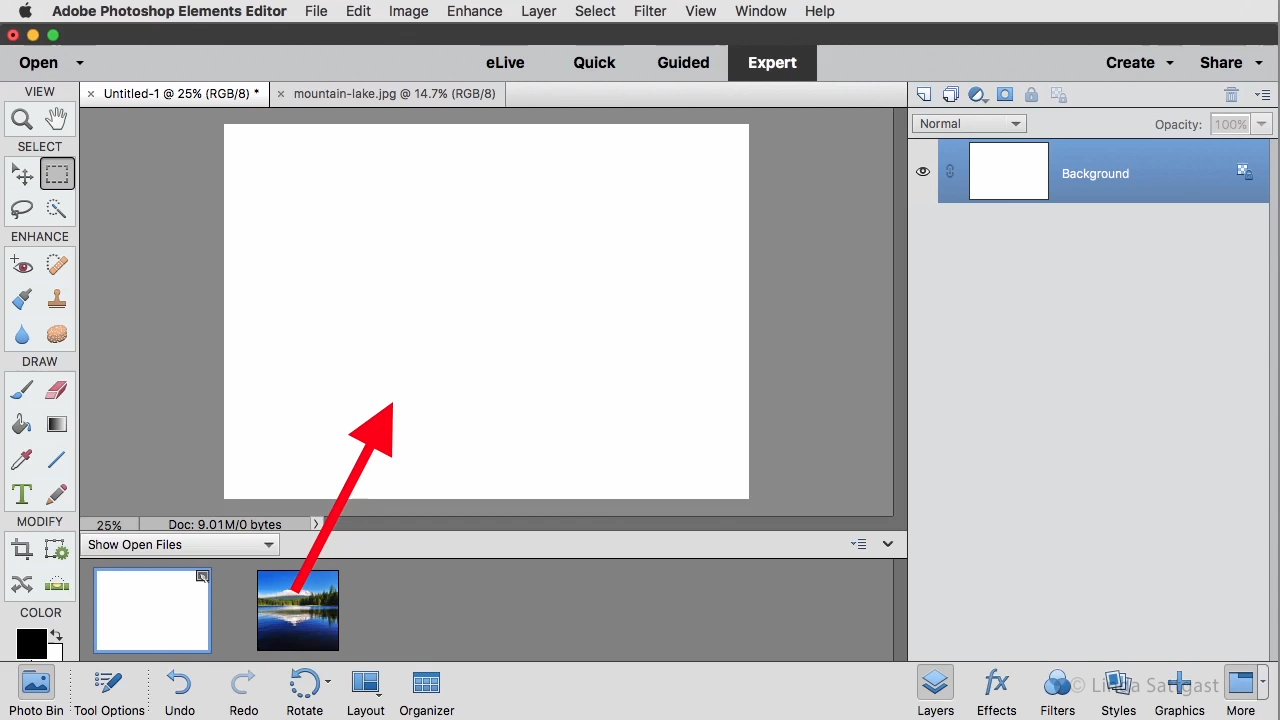 Adobe Photoshop Elements Editor File Edit Image Enhance Layer Select Filter View Window Help
Open eLive Quick Guided Expert Create Share
VIEW
Untitled-1 @ 25% (RGB/8) * mountain-lake.jpg @ 14.7% (RGB/8)
Normal Opacity: 100%
SELECT
Background
ENHANCE
DRAW
T
MODIFY
25% Doc: 9.01M/0 bytes
Show Open Files
COLOR
fx
©
Photo Bin Tool Options Undo Redo Rotate Layout Organizer Layers Effects Filters Styles Graphics More